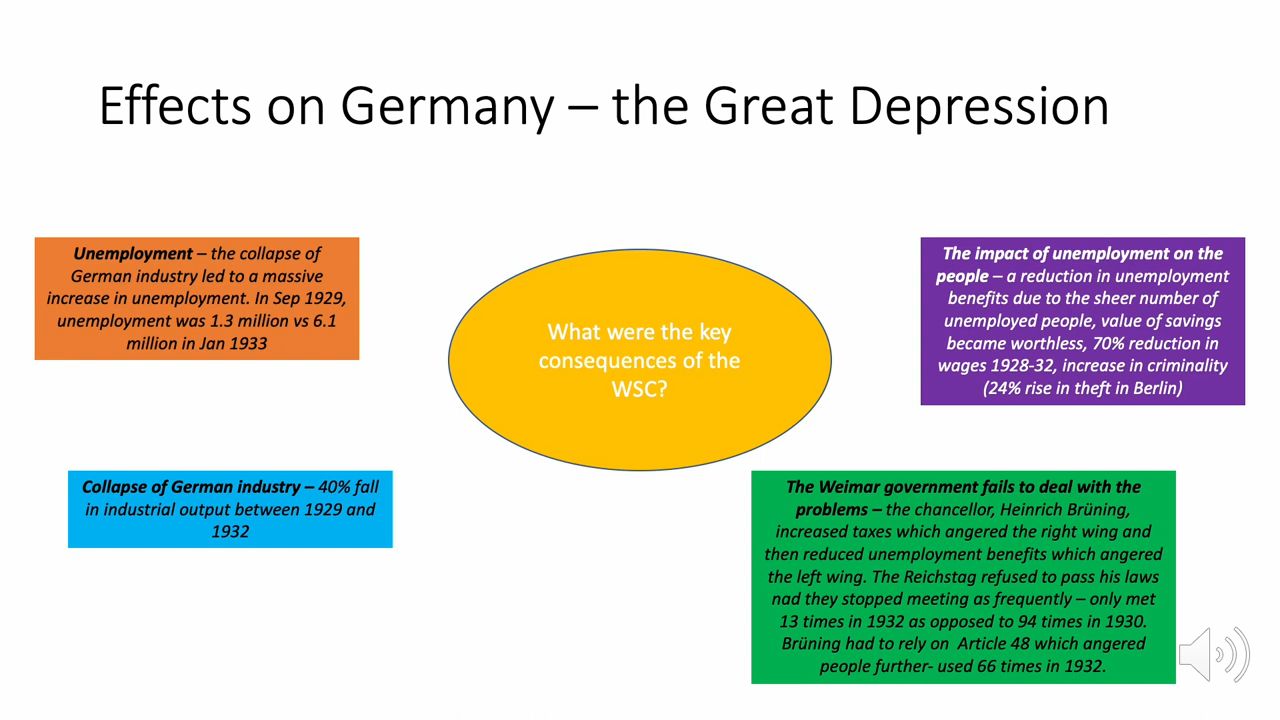 Effects on Germany – the Great Depression
Unemployment – the collapse of
German industry led to a massive
increase in unemployment. In Sep 1929,
unemployment was 1.3 million vs 6.1
million in Jan 1933
What were the key
consequences of the
WSC?
The impact of unemployment on the
people – a reduction in unemployment
benefits due to the sheer number of
unemployed people, value of savings
became worthless, 70% reduction in
wages 1928-32, increase in criminality
(24% rise in theft in Berlin)
Collapse of German industry – 40% fall
in industrial output between 1929 and
1932
The Weimar government fails to deal with the
problems – the chancellor, Heinrich Brüning,
increased taxes which angered the right wing and
then reduced unemployment benefits which angered
the left wing. The Reichstag refused to pass his laws
nad they stopped meeting as frequently – only met
13 times in 1932 as opposed to 94 times in 1930.
Brüning had to rely on  Article 48 which angered
people further- used 66 times in 1932.